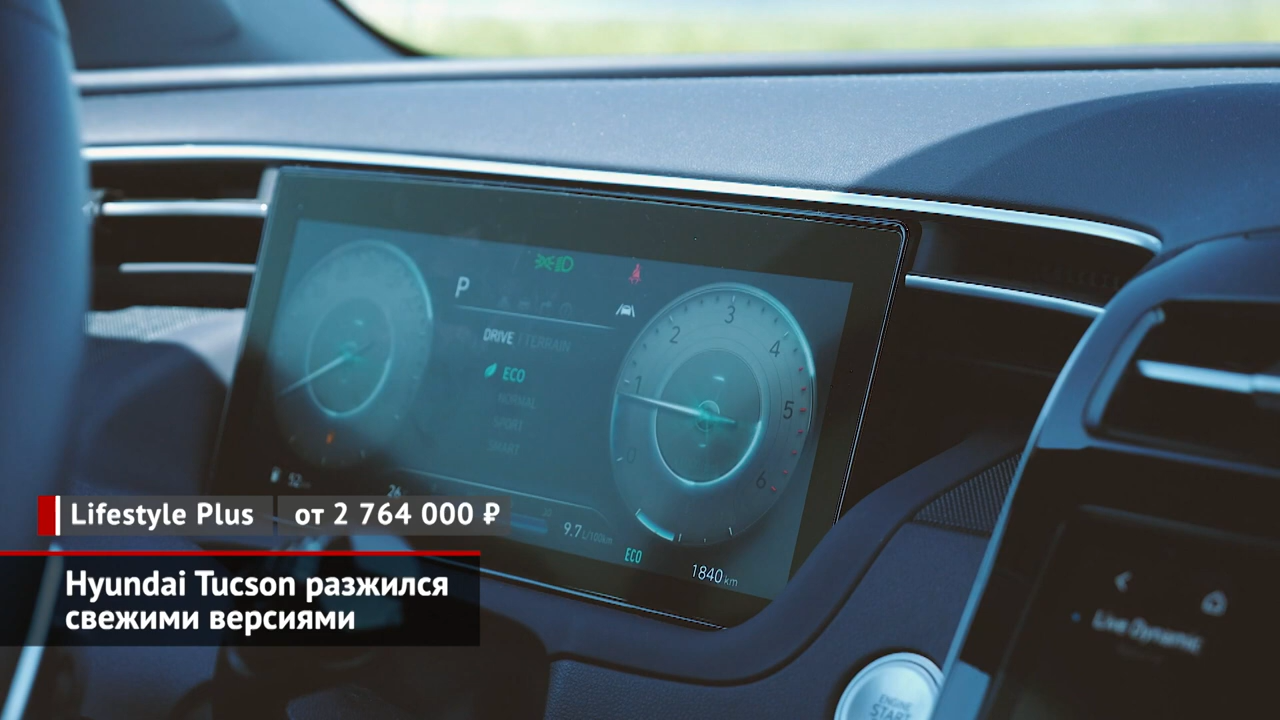 P
DRIVE / TERRAIN
ECO
NORMAL
SPORT
SMART
0
1
2
3
4
5
6
9.7 L/100km
ECO
1840 km
Live Dynamic
ENGINE
START
Lifestyle Plus
от 2 764 000 ₽
Hyundai Tucson разжился
свежими версиями